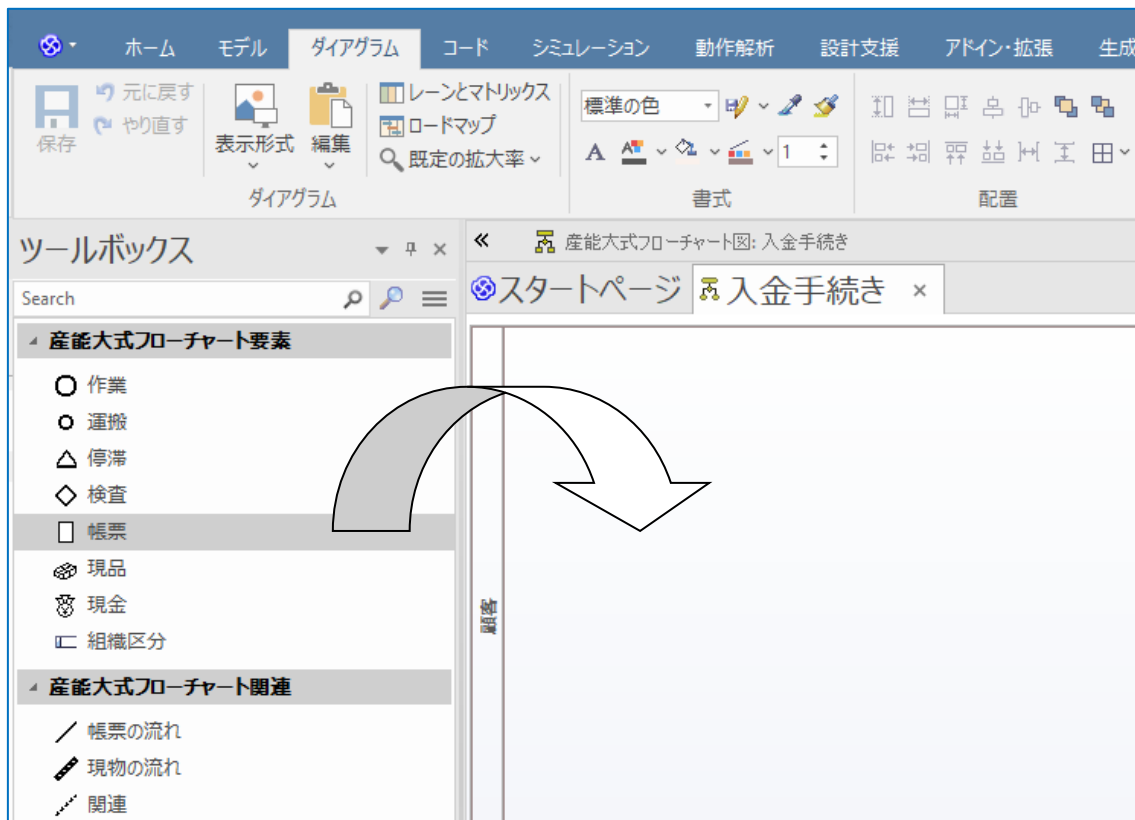 ホーム モデル ダイアグラム コード シミュレーション 動作解析 設計支援 アドイン・拡張 生成
元に戻す
やり直す
保存
表示形式
編集
レーンとマトリックス
ロードマップ
既定の拡大率
ダイアグラム
標準の色
A
1
書式
配置
ツールボックス
Search
産能大式フローチャート要素
作業
運搬
停滞
検査
帳票
現品
現金
組織区分
産能大式フローチャート関連
帳票の流れ
現物の流れ
関連
産能大式フローチャート図: 入金手続き
スタートページ 入金手続き
顧客